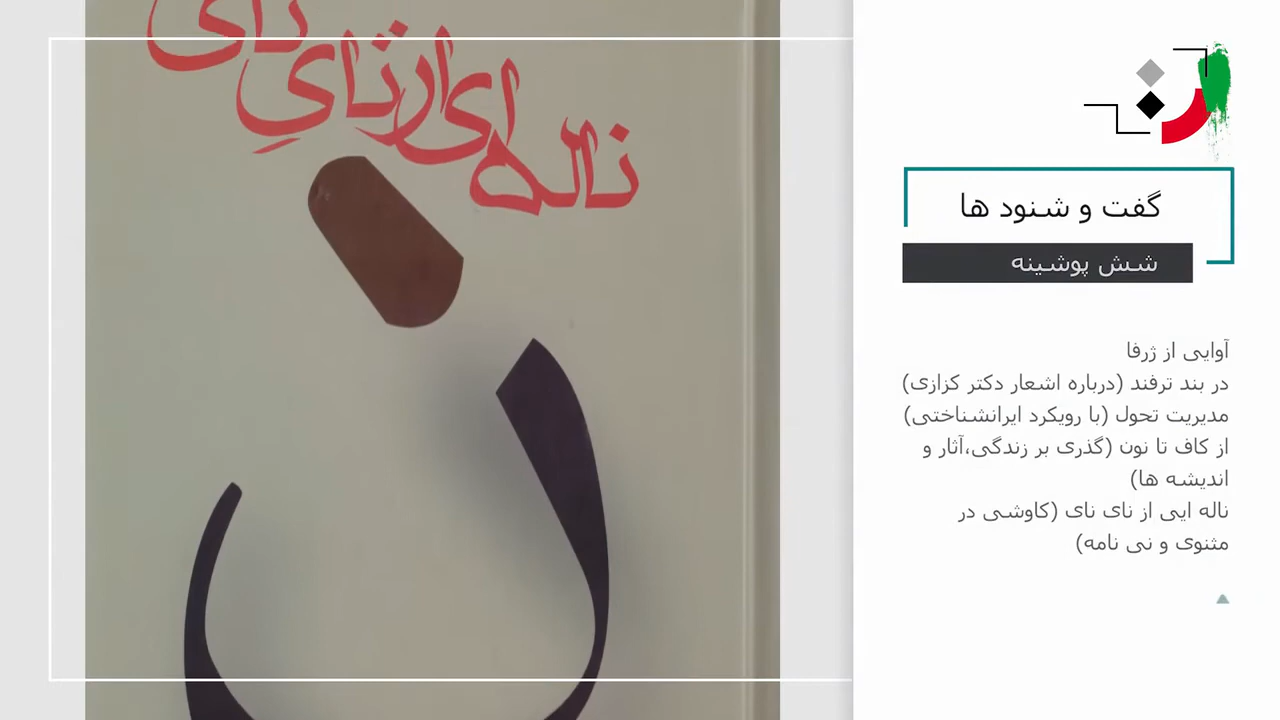 ناله ای از نایِ نای
گفت و شنود ها
شش پوشینه
آوایی از ژرفا
در بند ترفند (درباره اشعار دکتر کزازی)
مدیریت تحول (با رویکرد ایرانشناختی)
از کاف تا نون (گذری بر زندگی،آثار و
اندیشه ها)
ناله ایی از نای نای (کاوشی در
مثنوی و نی نامه)